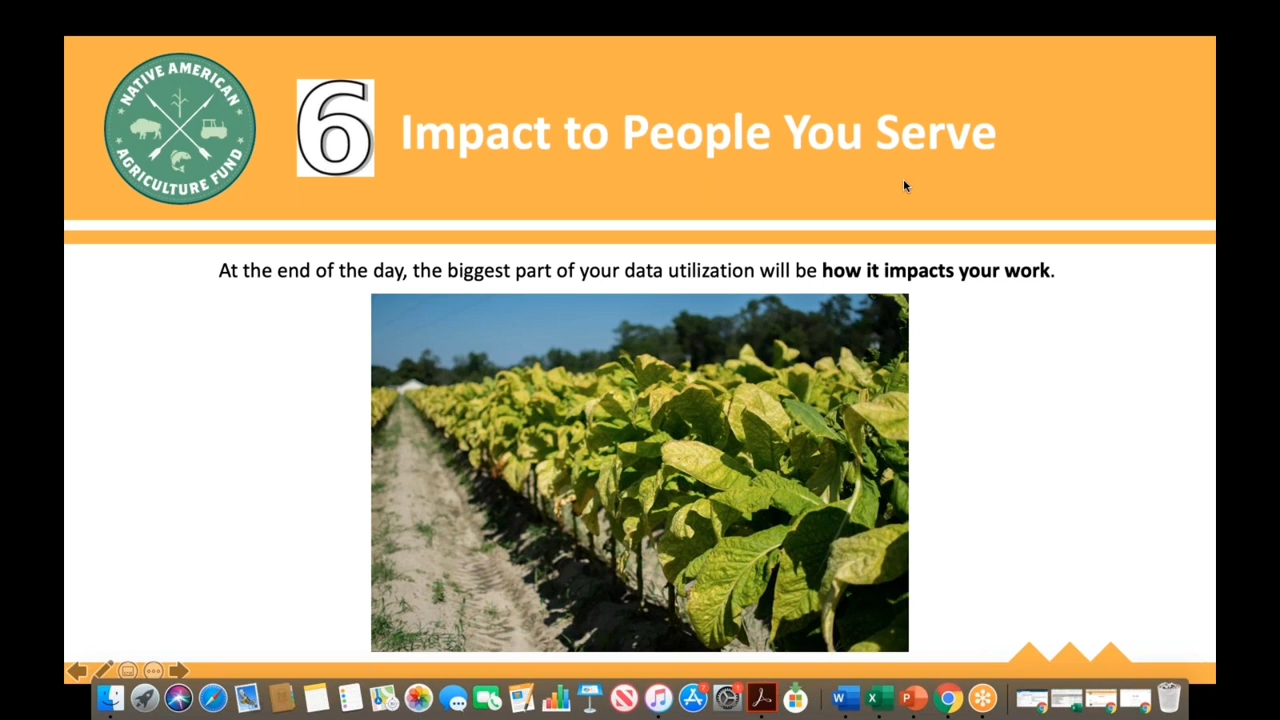 NATIVE AMERICAN
AGRICULTURE FUND
6
Impact to People You Serve
At the end of the day, the biggest part of your data utilization will be how it impacts your work.